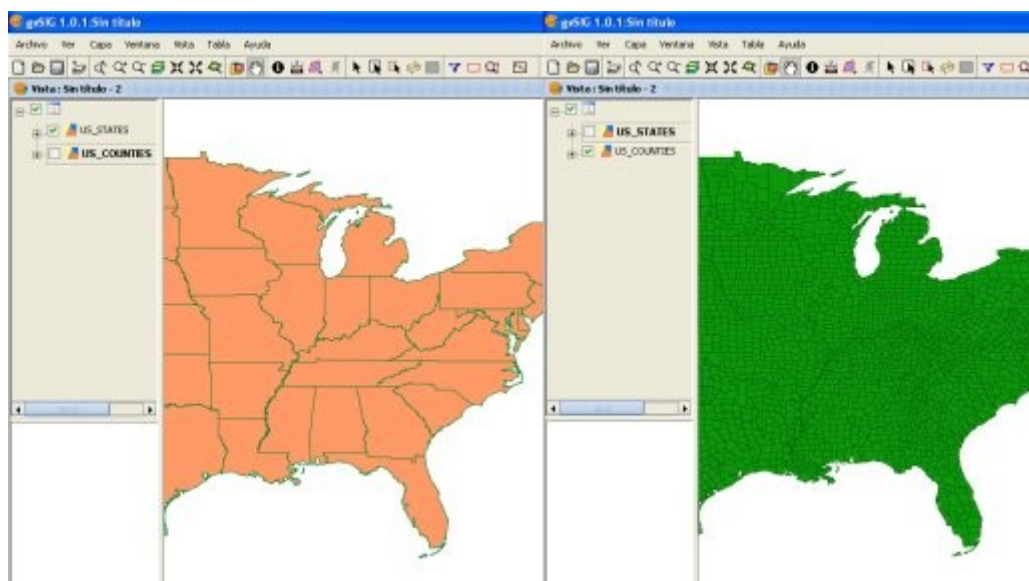 gvSIG 1.0.1:Sin título
Archivo Ver Capa Ventana Vista Tabla Ayuda
Vista : Sin título - 2
US_STATES
US_COUNTIES
gvSIG 1.0.1:Sin título
Archivo Ver Capa Ventana Vista Tabla Ayuda
Vista : Sin título - 2
US_STATES
US_COUNTIES